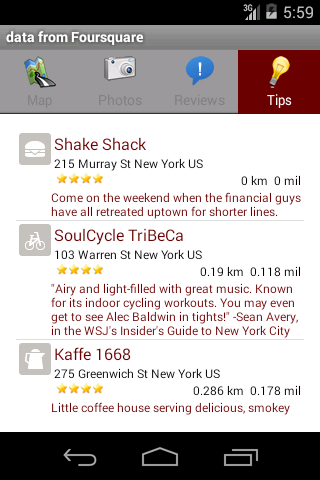 3G 5:59
data from Foursquare
Map Photos Reviews Tips
Shake Shack
215 Murray St New York US
0 km 0 mil
Come on the weekend when the financial guys
have all retreated uptown for shorter lines.
SoulCycle TriBeCa
103 Warren St New York US
0.19 km 0.118 mil
"Airy and light-filled with great music. Known
for its indoor cycling workouts. You may even
get to see Alec Baldwin in tights!" -Sean Avery,
in the WSJ's Insider's Guide to New York City
Kaffe 1668
275 Greenwich St New York US
0.286 km 0.178 mil
Little coffee house serving delicious, smokey